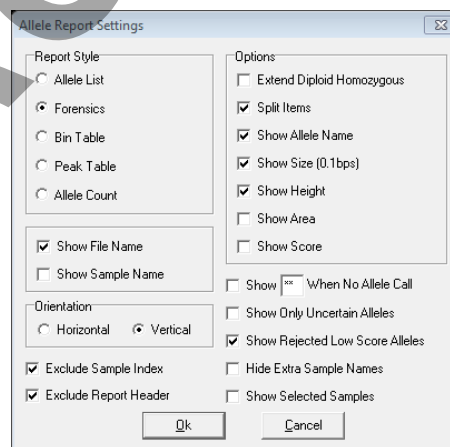 Allele Report Settings
Report Style
Allele List
Forensics
Bin Table
Peak Table
Allele Count
Show File Name
Show Sample Name
Orientation
Horizontal Vertical
Exclude Sample Index
Exclude Report Header
Options
Extend Diploid Homozygous
Split Items
Show Allele Name
Show Size (0.1bps)
Show Height
Show Area
Show Score
Show ** When No Allele Call
Show Only Uncertain Alleles
Show Rejected Low Score Alleles
Hide Extra Sample Names
Show Selected Samples
Ok Cancel